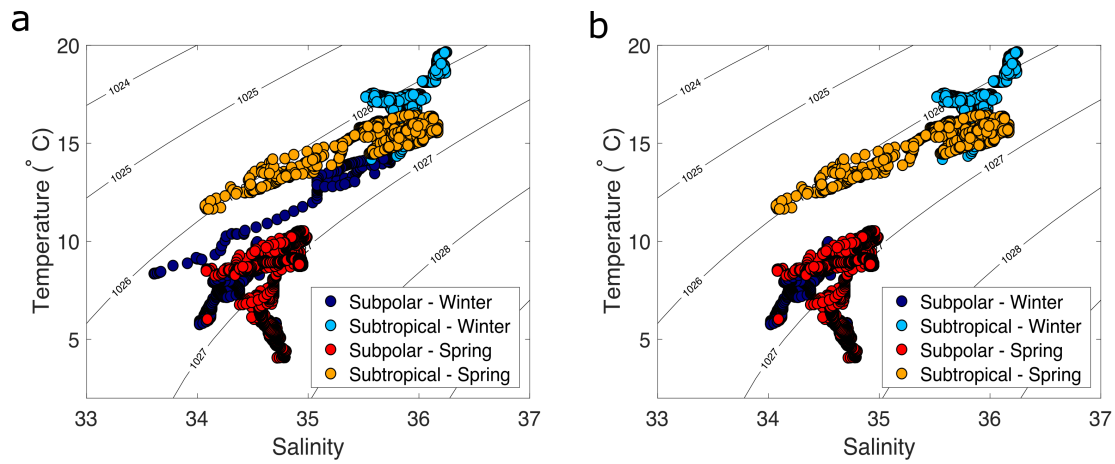 a
20
15
10
5
Temperature (° C)
1024
1025
1026
1025
1027
1026
1028
1027
Subpolar - Winter
Subtropical - Winter
Subpolar - Spring
Subtropical - Spring
33
34
35
36
37
Salinity
b
20
15
10
5
Temperature (° C)
1024
1025
1026
1025
1027
1026
1028
1027
Subpolar - Winter
Subtropical - Winter
Subpolar - Spring
Subtropical - Spring
33
34
35
36
37
Salinity